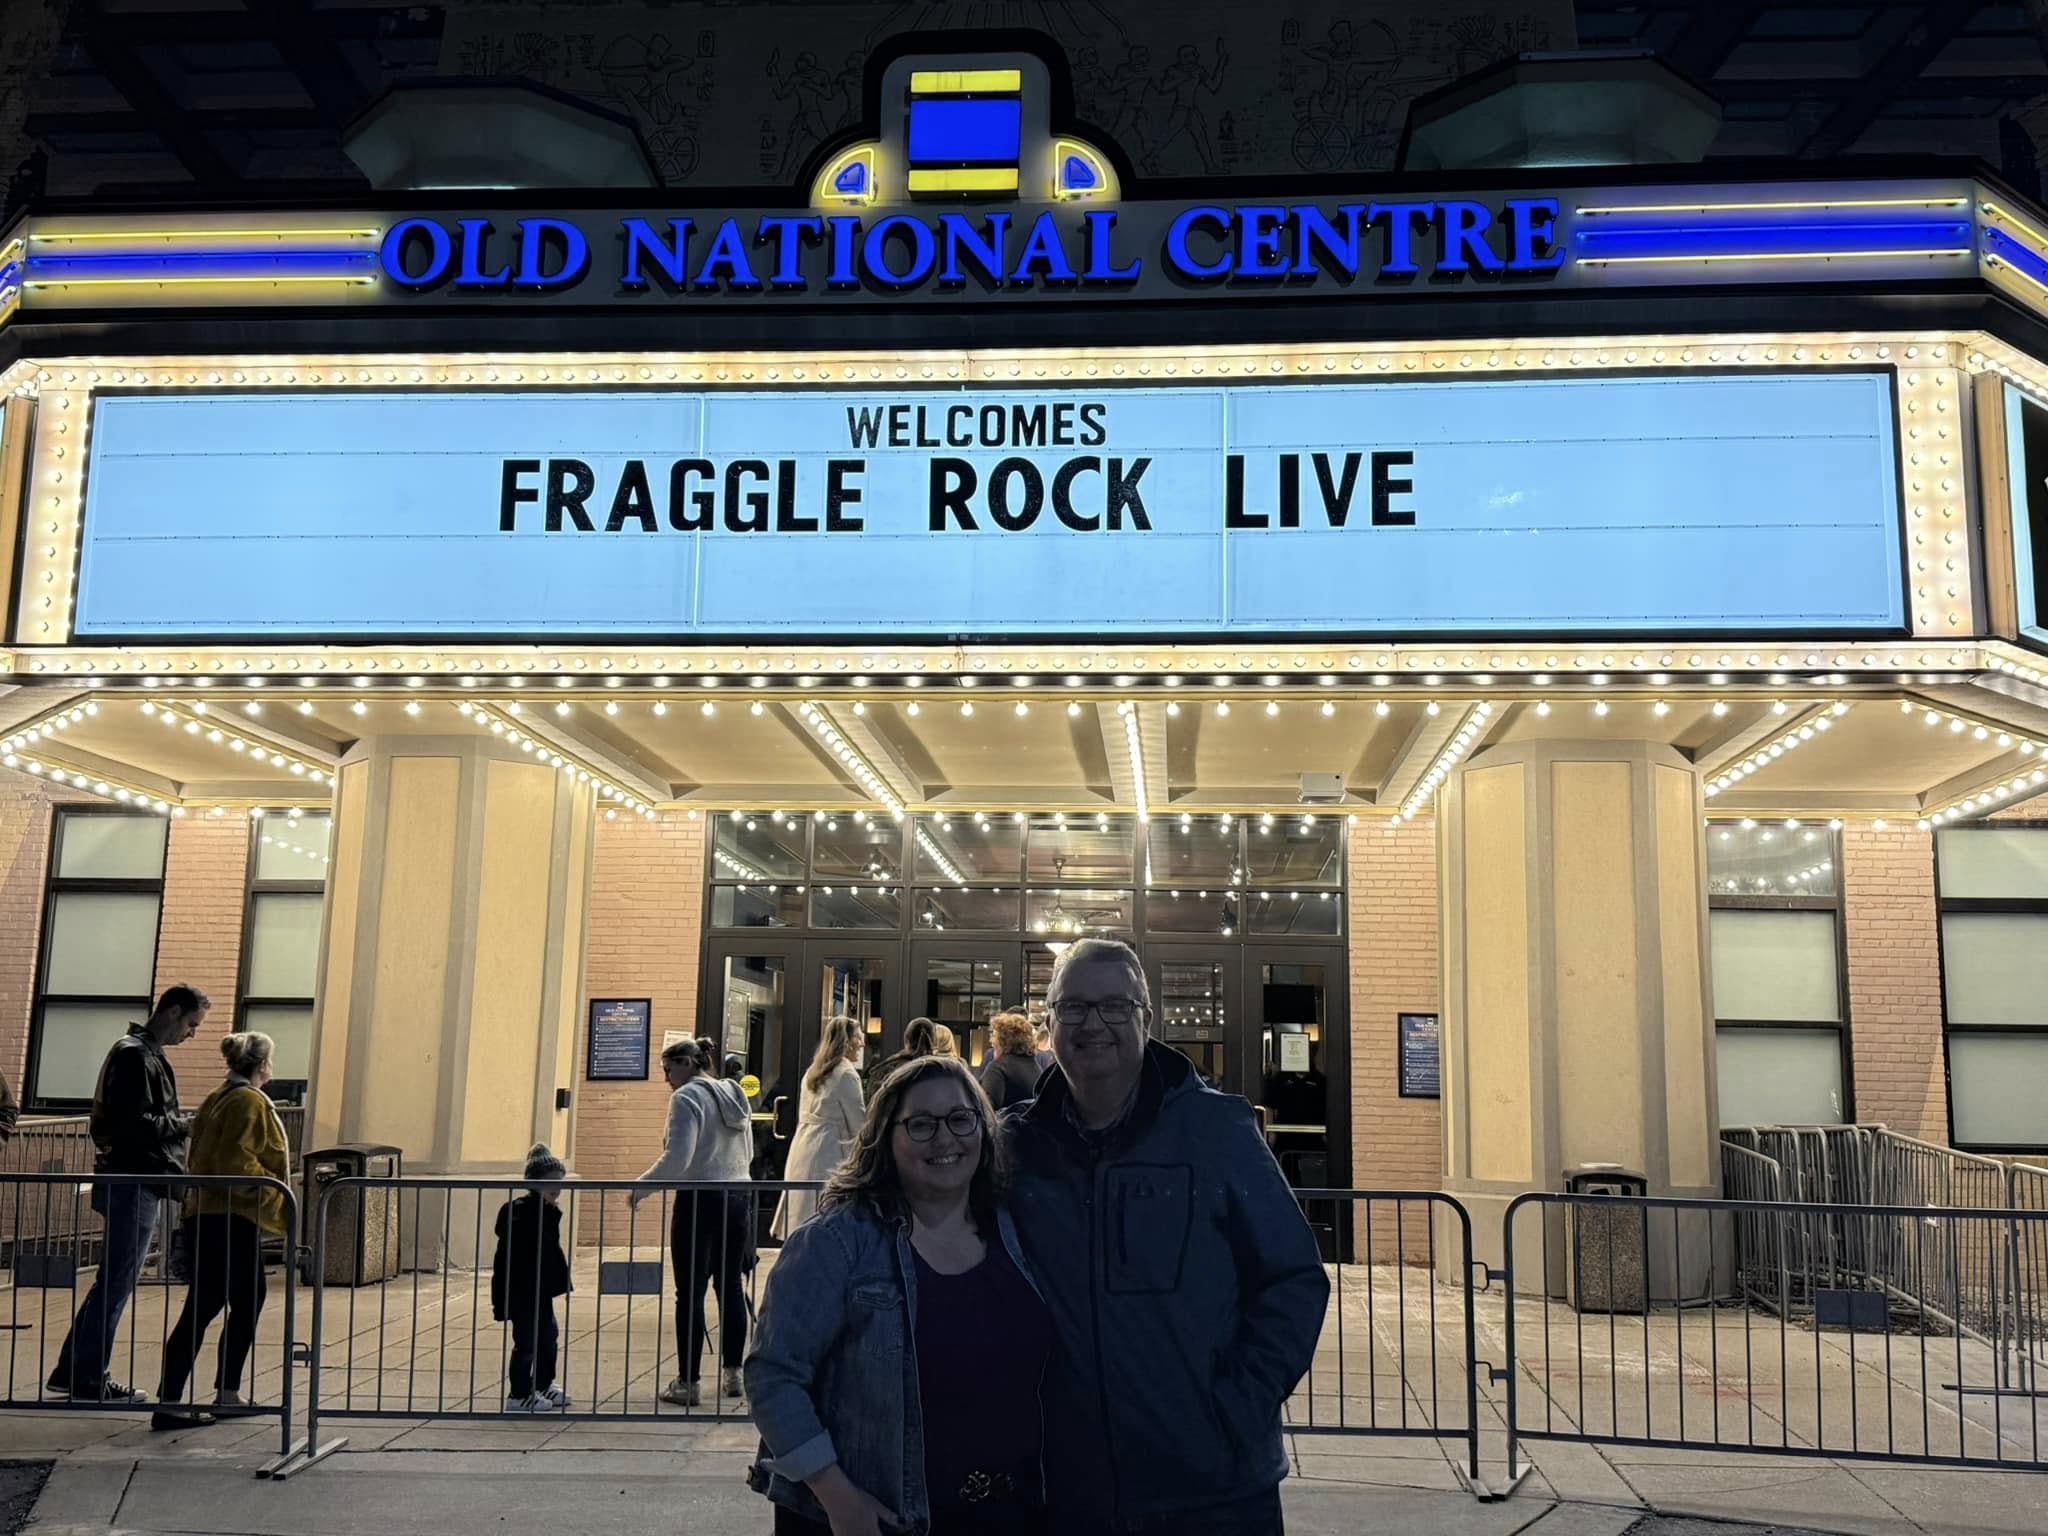 OLD NATIONAL CENTRE
WELCOMES
FRAGGLE ROCK LIVE